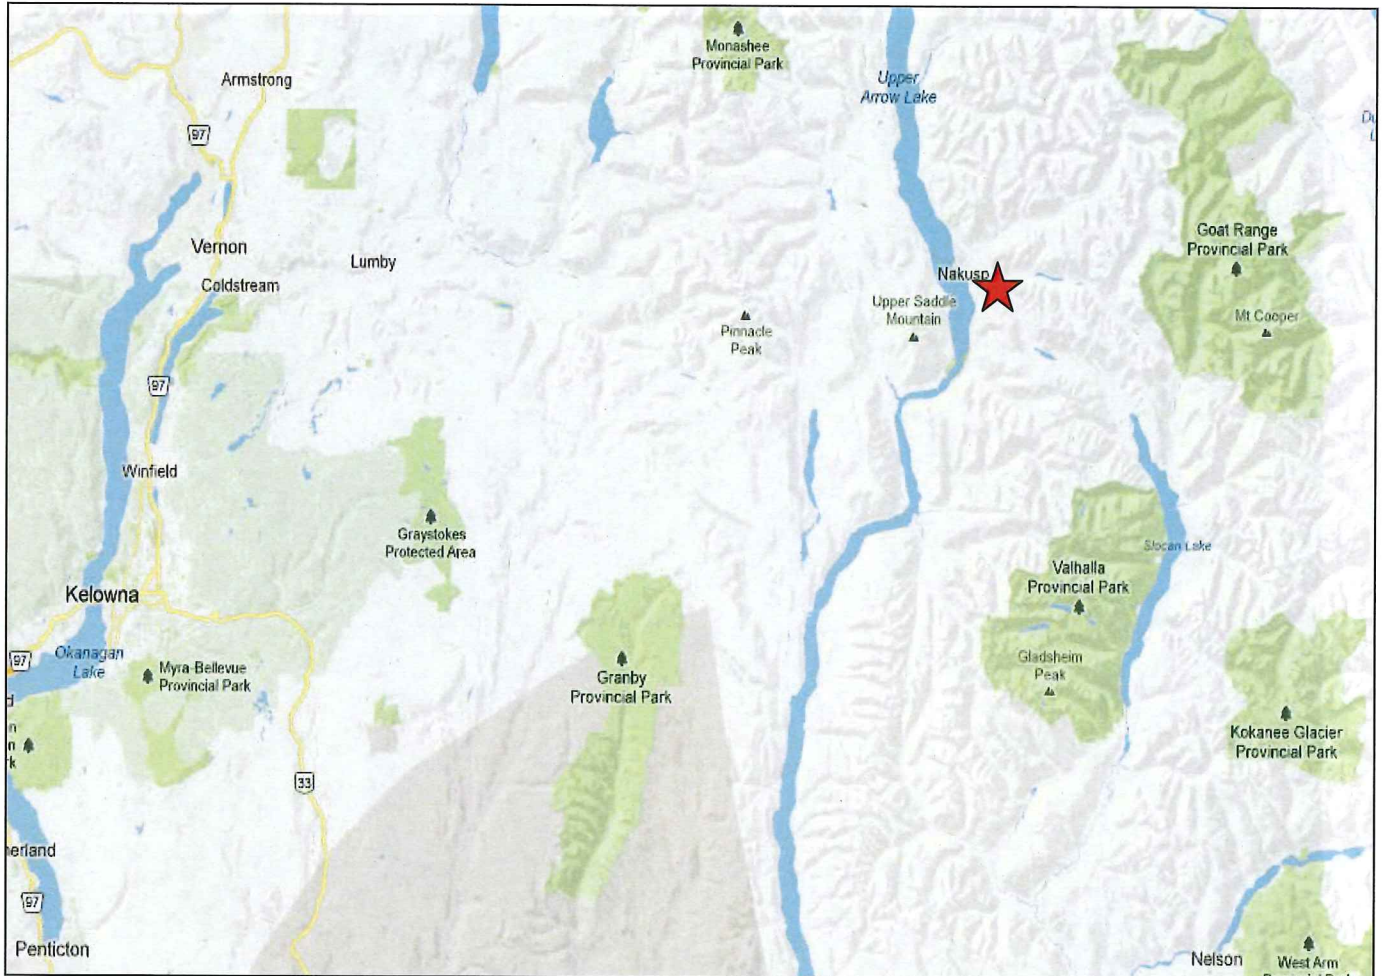 Monashee
Provincial Park
Upper
Arrow Lake
Armstrong
97
Goat Range
Provincial Park
Vernon
Lumby
Coldstream
Nakusp
Upper Saddle
Mountain
Mt Cooper
Pinnacle
Peak
97
Winfield
Graystokes
Protected Area
Slocan Lake
Valhalla
Provincial Park
Kelowna
Okanagan
Lake
97
Myra-Bellevue
Provincial Park
Granby
Provincial Park
Gladsheim
Peak
Kokanee Glacier
Provincial Park
33
erland
97
Penticton
Nelson
West Arm